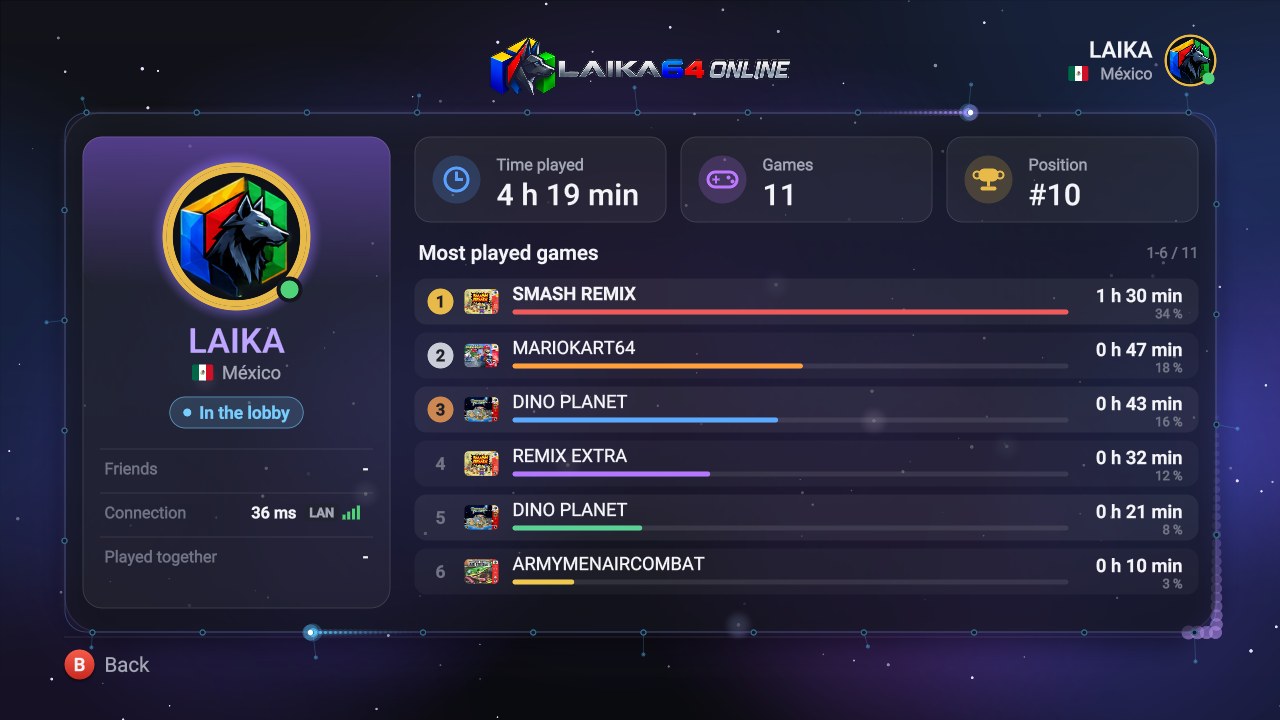 LAIKA64 ONLINE
LAIKA
México
LAIKA
México
In the lobby
Friends -
Connection 36 ms LAN
Played together -
Time played
4 h 19 min
Games
11
Position
#10
Most played games 1-6 / 11
1 SMASH REMIX 1 h 30 min
34 %
2 MARIOKART64 0 h 47 min
18 %
3 DINO PLANET 0 h 43 min
16 %
4 REMIX EXTRA 0 h 32 min
12 %
5 DINO PLANET 0 h 21 min
8 %
6 ARMYMENAIRCOMBAT 0 h 10 min
3 %
B Back